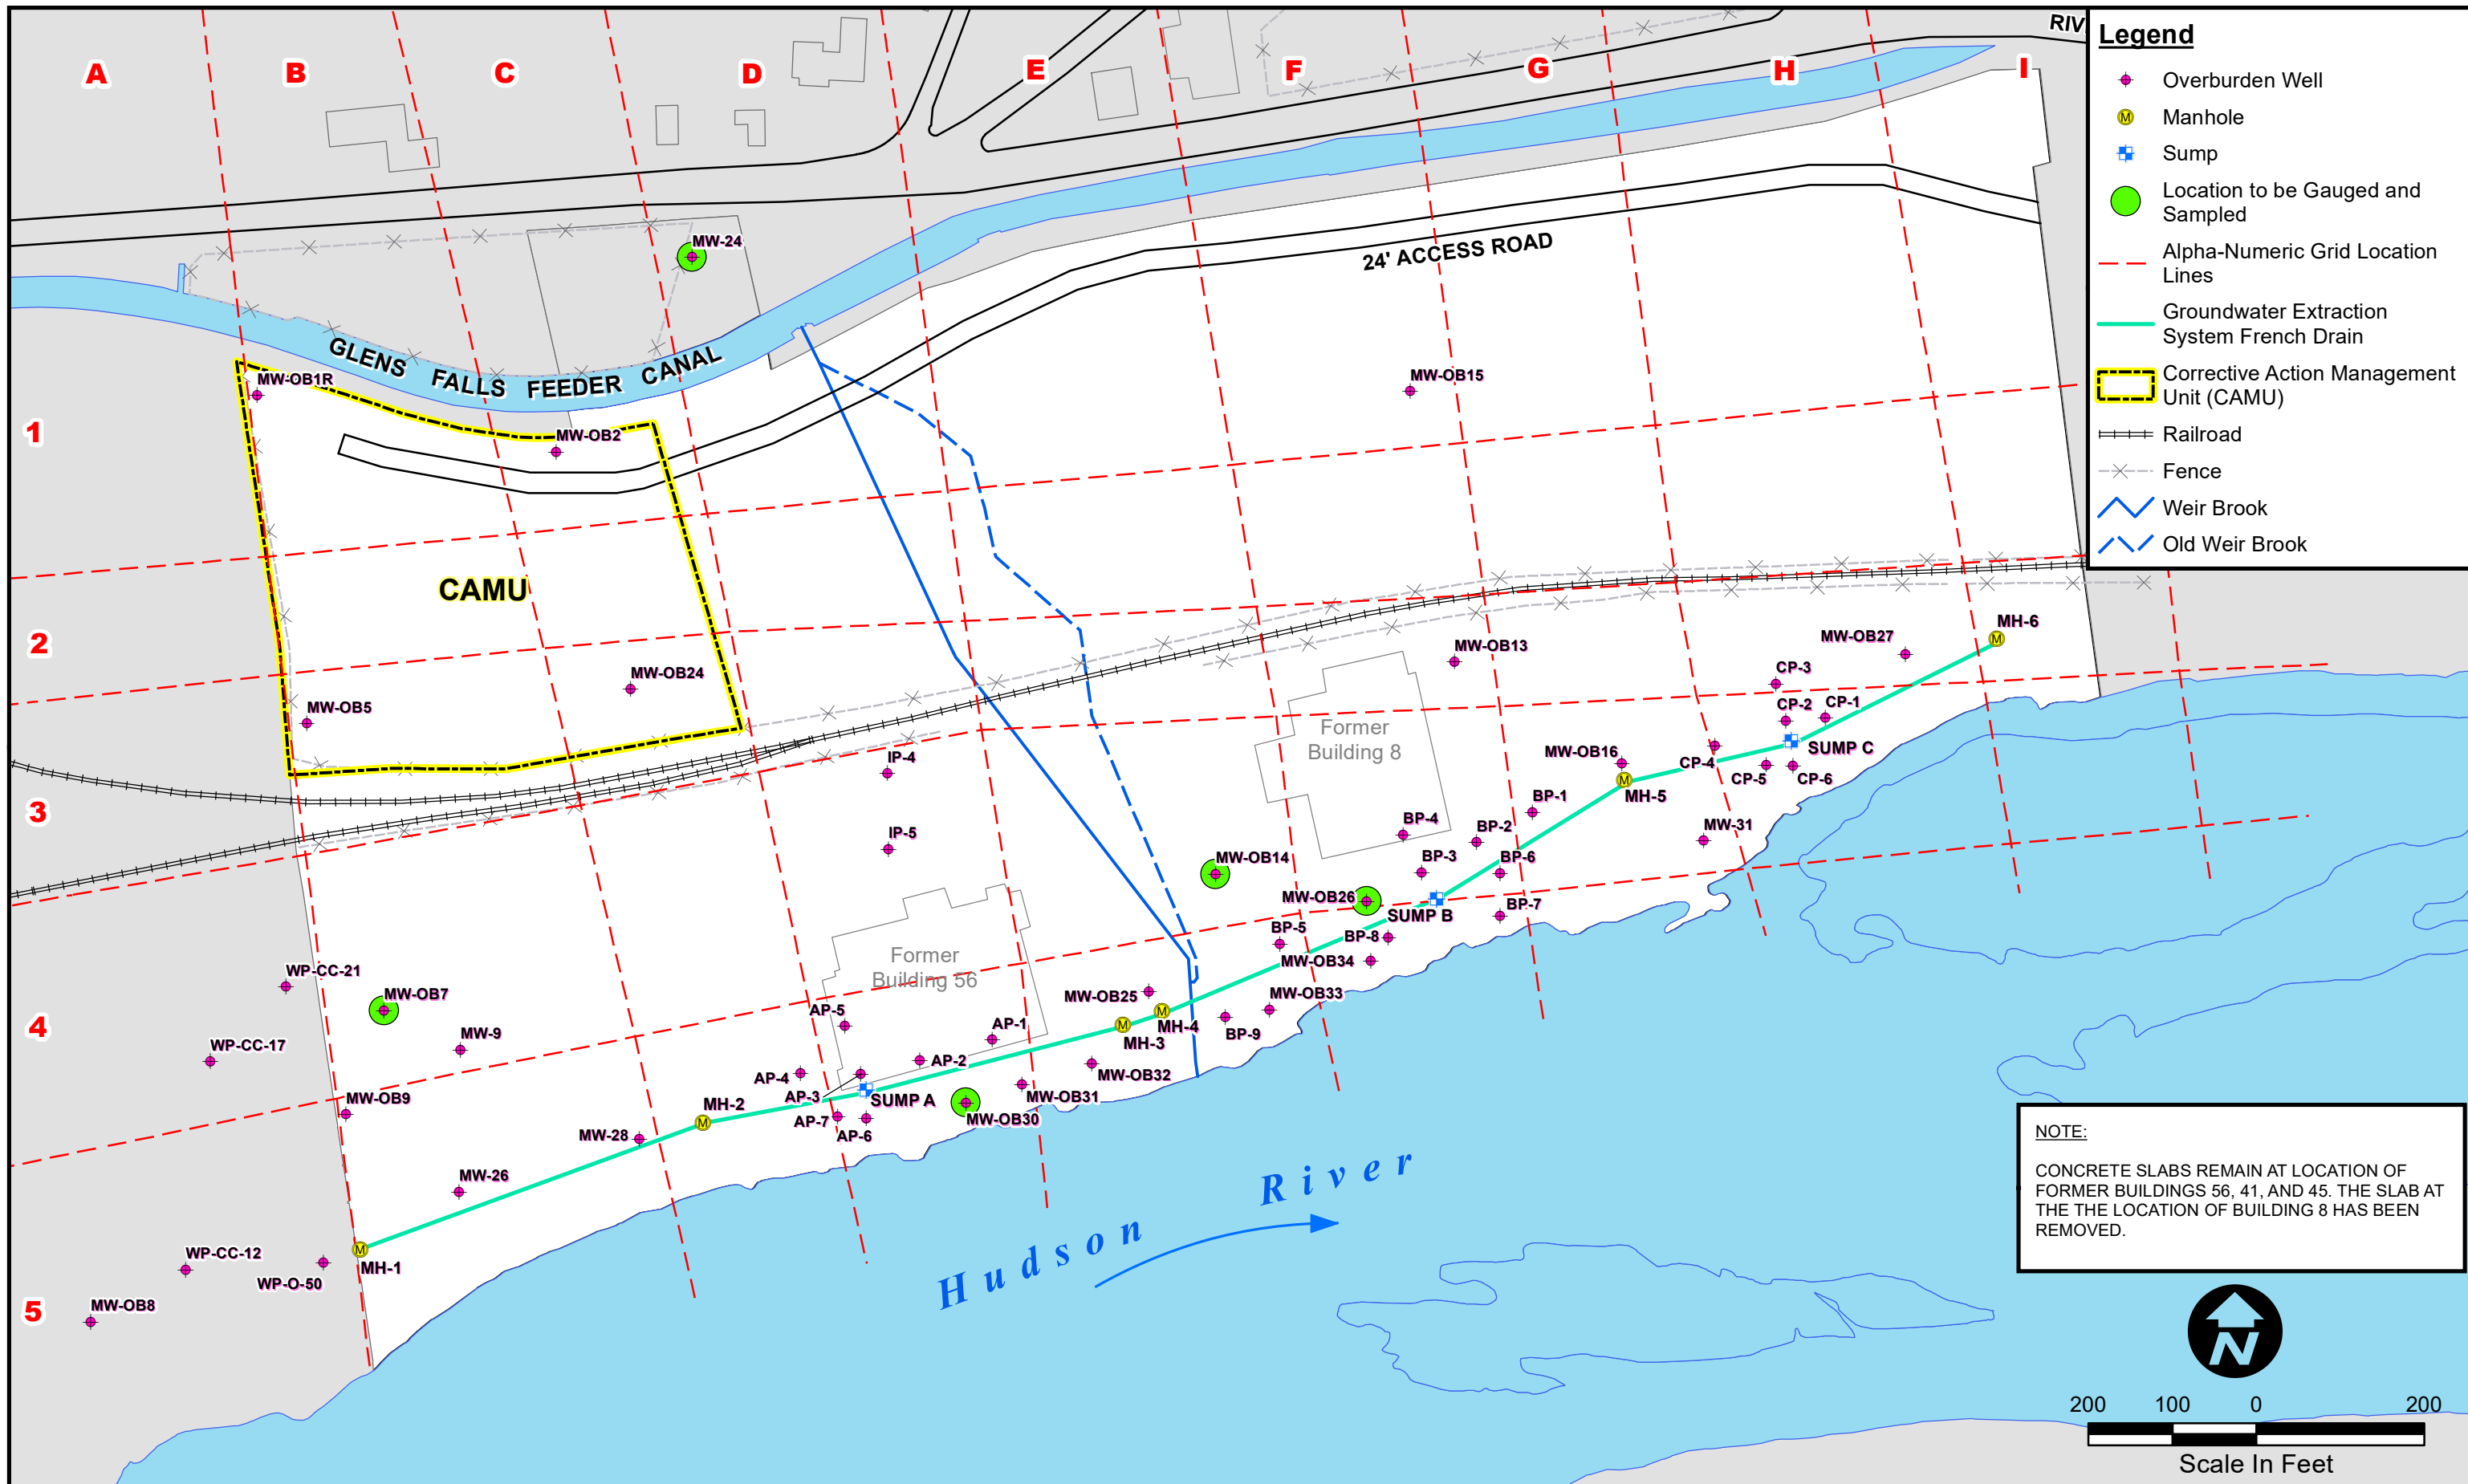 A
B
C
D
E
F
G
H
I
RIV
Legend
Overburden Well
M
Manhole
Sump
Location to be Gauged and
Sampled
Alpha-Numeric Grid Location
Lines
Groundwater Extraction
System French Drain
Corrective Action Management
Unit (CAMU)
Railroad
Fence
Weir Brook
Old Weir Brook
MW-24
24' ACCESS ROAD
GLENS FALLS FEEDER CANAL
MW-OB1R
MW-OB15
1
MW-OB2
CAMU
2
MW-OB24
MW-OB5
MW-OB13
MW-OB27
MH-6
M
CP-3
CP-2
CP-1
SUMP C
MW-OB16
CP-4
CP-5
CP-6
M
MH-5
Former
Building 8
IP-4
3
BP-1
IP-5
BP-4
BP-2
MW-31
MW-OB14
BP-3
BP-6
MW-OB26
SUMP B
BP-7
BP-5
BP-8
MW-OB34
Former
Building 56
WP-CC-21
MW-OB7
MW-OB25
MW-OB33
4
AP-5
AP-1
M
MH-4
BP-9
WP-CC-17
MW-9
M
MH-3
AP-2
MW-OB32
AP-4
AP-3
SUMP A
MW-OB31
MW-OB9
MH-2
M
AP-7
AP-6
MW-OB30
MW-28
MW-26
Hudson River
WP-CC-12
M
MH-1
WP-O-50
MW-OB8
5
NOTE:
CONCRETE SLABS REMAIN AT LOCATION OF
FORMER BUILDINGS 56, 41, AND 45. THE SLAB AT
THE THE LOCATION OF BUILDING 8 HAS BEEN
REMOVED.
N
200 100 0 200
Scale In Feet